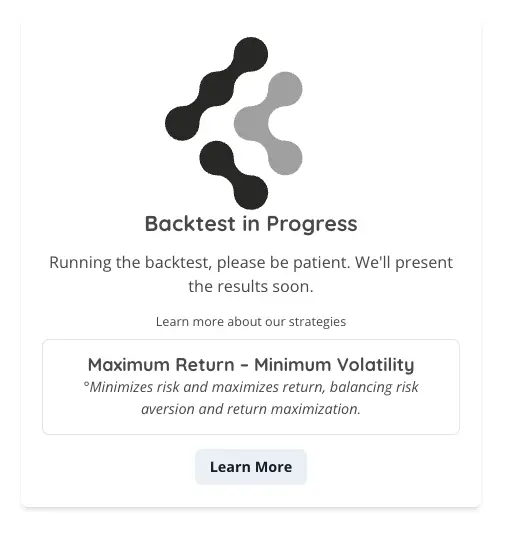 Backtest in Progress
Running the backtest, please be patient. We'll present
the results soon.
Learn more about our strategies
Maximum Return – Minimum Volatility
°Minimizes risk and maximizes return, balancing risk
aversion and return maximization.
Learn More